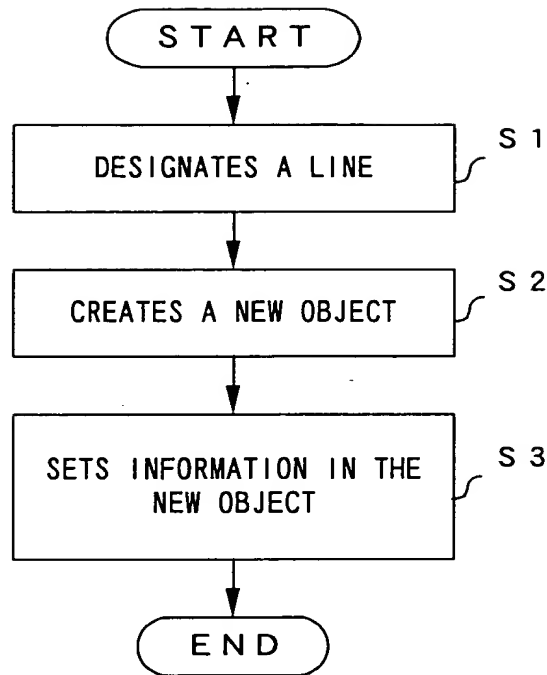 START
DESIGNATES A LINE
S1
CREATES A NEW OBJECT
S2
SETS INFORMATION IN THE
NEW OBJECT
S3
END